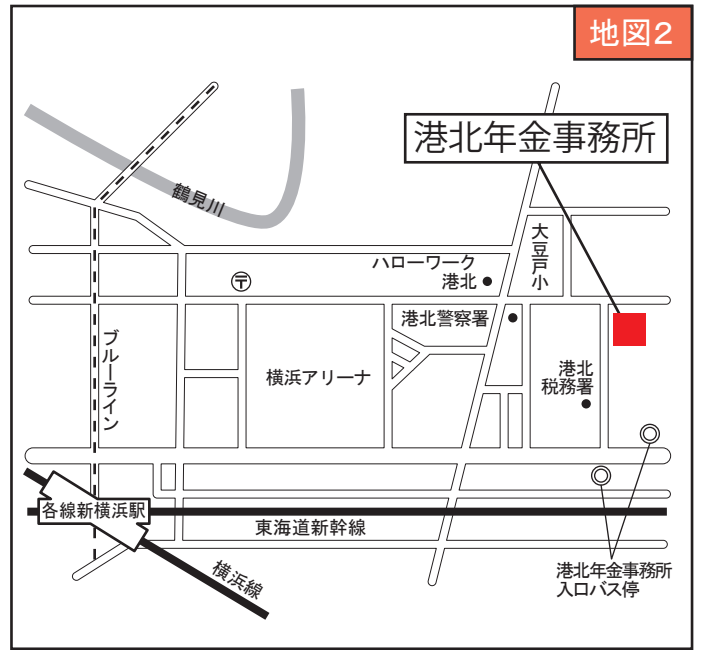 地図2
港北年金事務所
鶴見川
大豆戸小
ハローワーク
港北
〒
港北警察署
ブルーライン
横浜アリーナ
港北
税務署
各線新横浜駅
東海道新幹線
横浜線
港北年金事務所
入口バス停